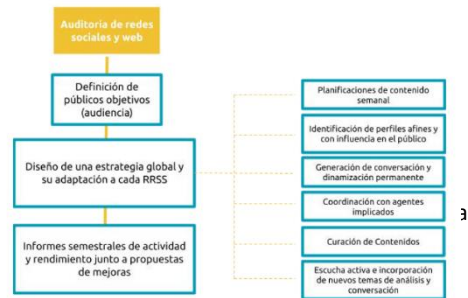 Auditoria de redes
sociales y web
Definición de
públicos objetivos
(audiencia)
Diseño de una estrategia global y
su adaptación a cada RRSS
Informes semestrales de actividad
y rendimiento junto a propuestas
de mejoras
Planificaciones de contenido
semanal
Identificación de perfiles afines y
con influencia en el público
Generación de conversación y
dinamización permanente
Coordinación con agentes
implicados
Curación de Contenidos
Escucha activa e incorporación
de nuevos temas de análisis y
conversación
a